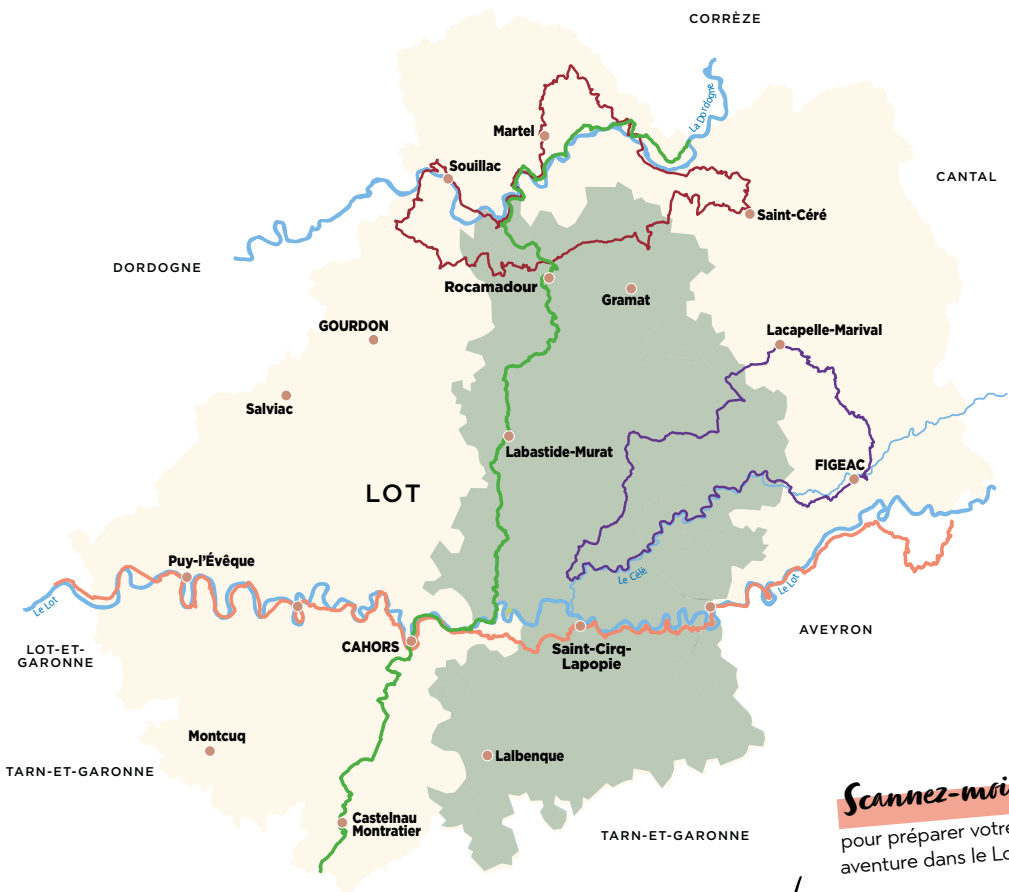 CORRÈZE
La Dordogne
Martel
Souillac
CANTAL
Saint-Céré
DORDOGNE
Rocamadour
Gramat
GOURDON
Lacapelle-Marival
Salviac
Labastide-Murat
FIGEAC
LOT
Puy-l'Évêque
Le Célé
Le Lot
Le Lot
AVEYRON
CAHORS
Saint-Cirq-
Lapopie
LOT-ET-
GARONNE
Montcuq
Lalbenque
TARN-ET-GARONNE
Castelnau
Montratier
TARN-ET-GARONNE
Scannez-moi
pour préparer votre
aventure dans le Lo